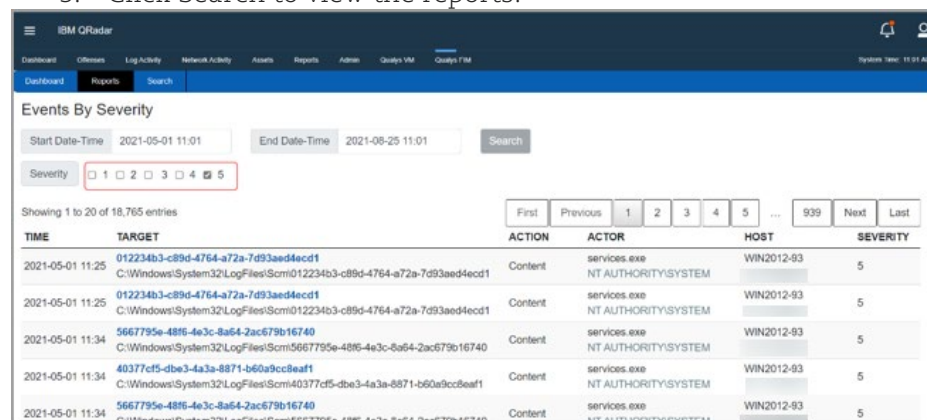 5. Click Search to view the reports.
IBM QRadar
Dashboard Offenses Log Activity Network Activity Assets Reports Admin Qualys VM Qualys FIM
System Time: 11:01
Dashboard Reports Search
Events By Severity
Start Date-Time 2021-05-01 11:01 End Date-Time 2021-08-25 11:01 Search
Severity 1 2 3 4 5
Showing 1 to 20 of 18,765 entries First Previous 1 2 3 4 5 ... 939 Next Last
TIME TARGET ACTION ACTOR HOST SEVERITY
012234b3-c89d-4764-a72a-7d93aed4ecd1 services.exe WIN2012-93
2021-05-01 11:25 Content 5
C:\Windows\System32\LogFiles\Scm\012234b3-c89d-4764-a72a-7d93aed4ecd1 NT AUTHORITY\SYSTEM
012234b3-c89d-4764-a72a-7d93aed4ecd1 services.exe WIN2012-93
2021-05-01 11:25 Content 5
C:\Windows\System32\LogFiles\Scm\012234b3-c89d-4764-a72a-7d93aed4ecd1 NT AUTHORITY\SYSTEM
5667795e-48f6-4e3c-8a64-2ac679b16740 services.exe WIN2012-93
2021-05-01 11:34 Content 5
C:\Windows\System32\LogFiles\Scm\5667795e-48f6-4e3c-8a64-2ac679b16740 NT AUTHORITY\SYSTEM
40377cf5-dbe3-4a3a-8871-b60a9cc8eaf1 services.exe WIN2012-93
2021-05-01 11:34 Content 5
C:\Windows\System32\LogFiles\Scm\40377cf5-dbe3-4a3a-8871-b60a9cc8eaf1 NT AUTHORITY\SYSTEM
5667795e-48f6-4e3c-8a64-2ac679b16740 services.exe WIN2012-93
2021-05-01 11:34 Content 5